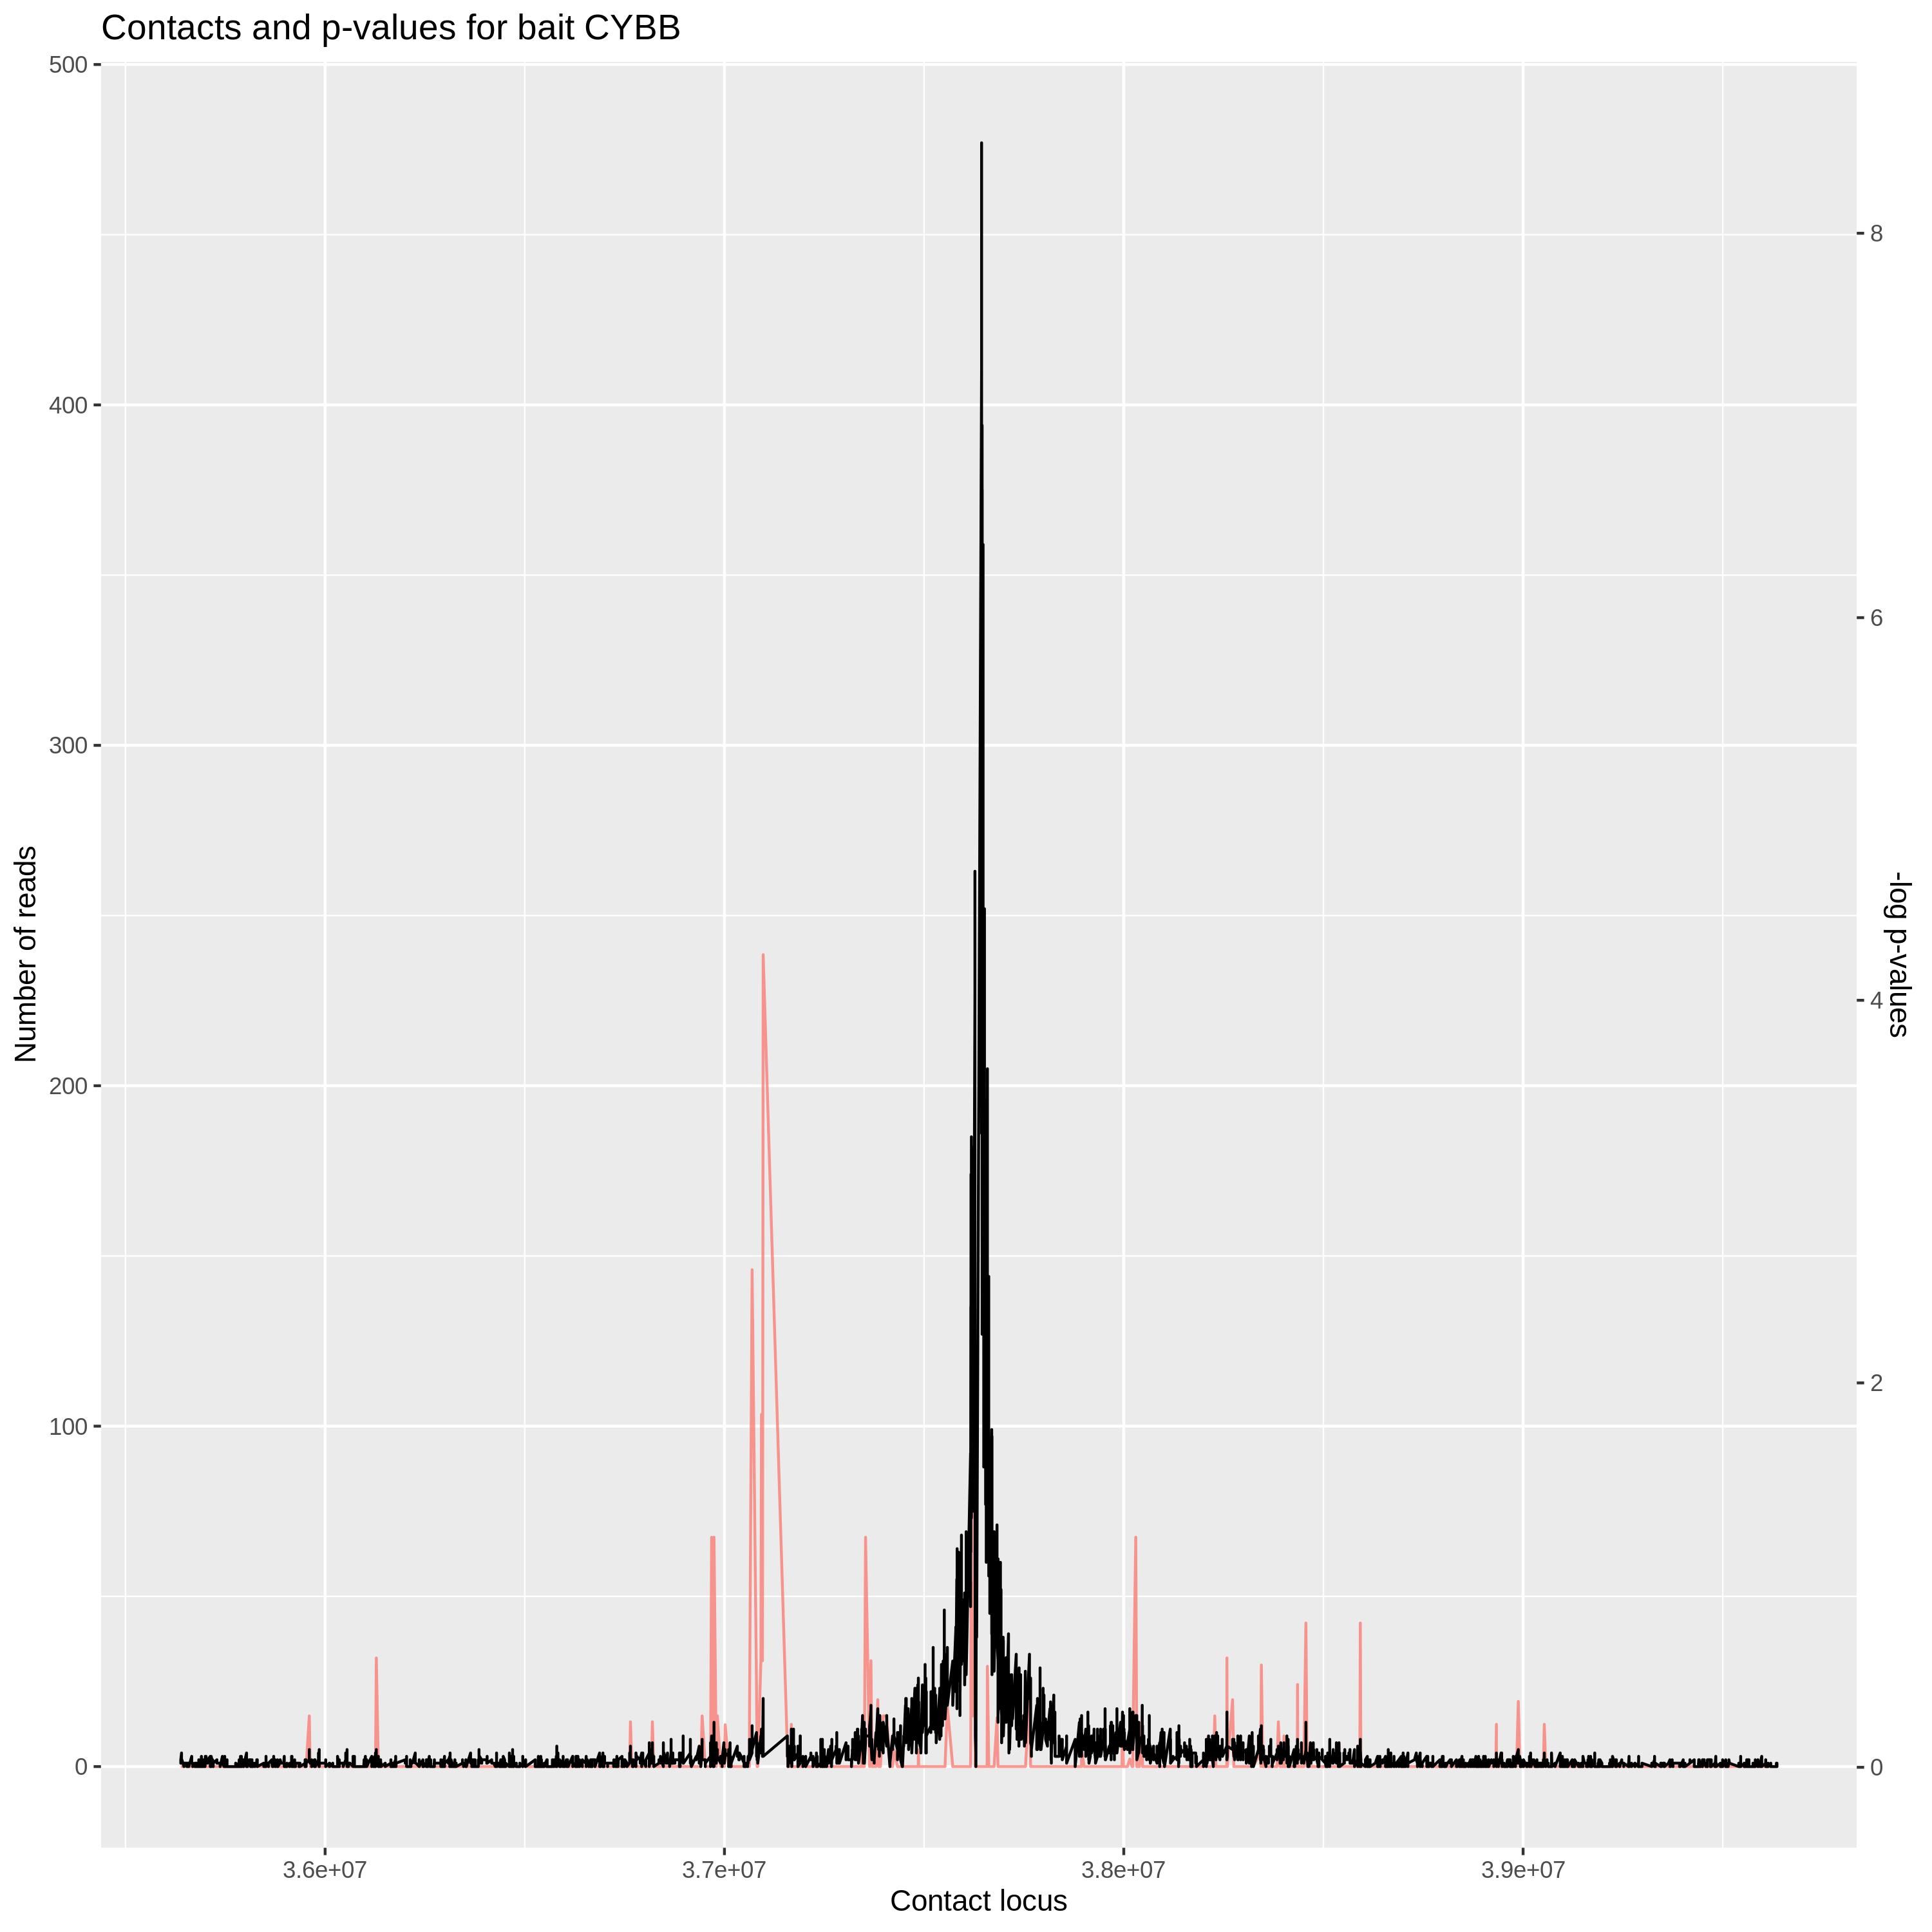 Contacts and p-values for bait CYBB
500
400
300
200
100
0
Number of reads
8
6
4
2
0
-log p-values
3.6e+07
3.7e+07
3.8e+07
3.9e+07
Contact locus